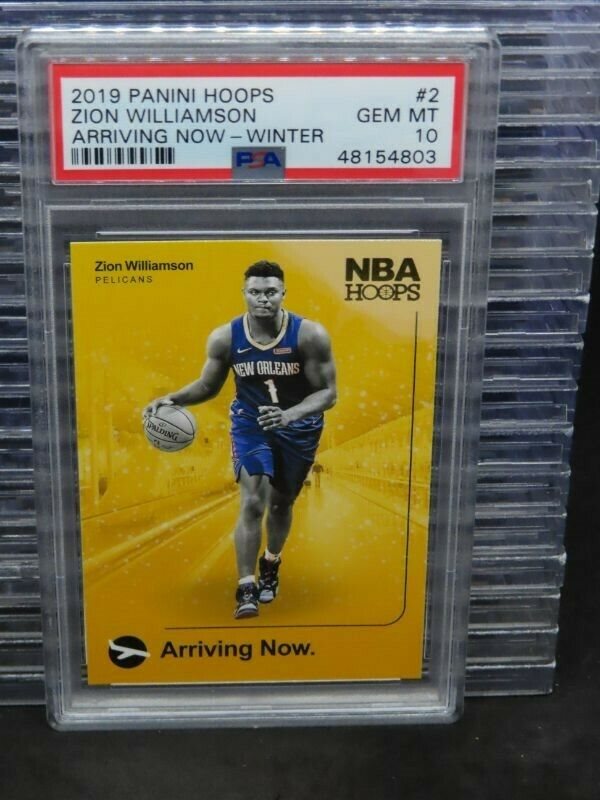 2019 PANINI HOOPS #2
ZION WILLIAMSON GEM MT
ARRIVING NOW – WINTER 10
PSA 48154803
Zion Williamson
PELICANS
NBA
HOOPS
NEW ORLEANS
1
SPALDING
Arriving Now.